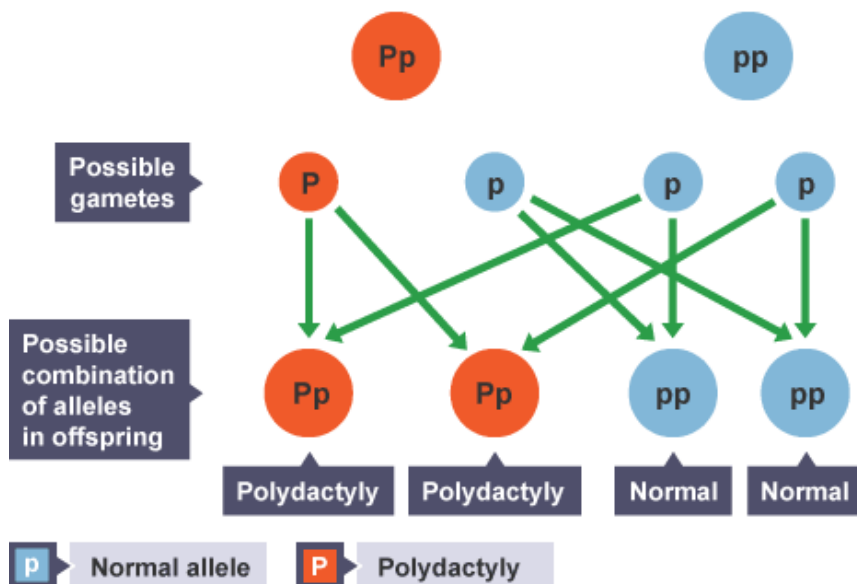 Pp pp
Possible
gametes
P p p p
Possible
combination
of alleles
in offspring
Pp Pp pp pp
Polydactyly Polydactyly Normal Normal
p Normal allele P Polydactyly